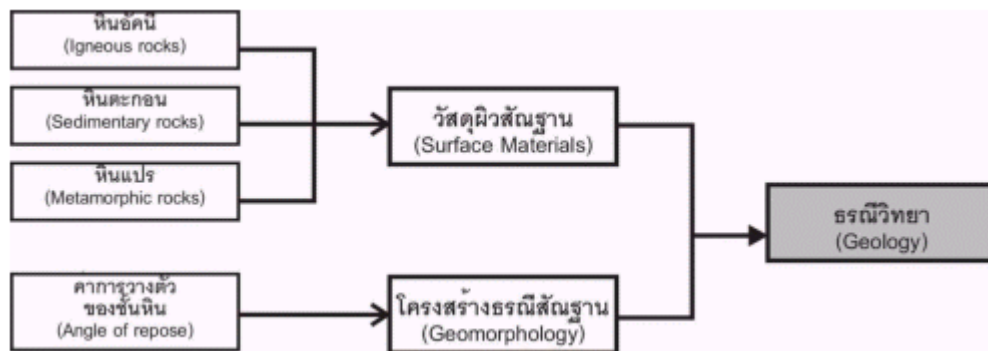 หินอัคนี
(Igneous rocks)
หินตะกอน
(Sedimentary rocks)
หินแปร
(Metamorphic rocks)
คาการวางตัว
ของชั้นหิน
(Angle of repose)
วัสดุผิวสัณฐาน
(Surface Materials)
โครงสร้างธรณีสัณฐาน
(Geomorphology)
ธรณีวิทยา
(Geology)